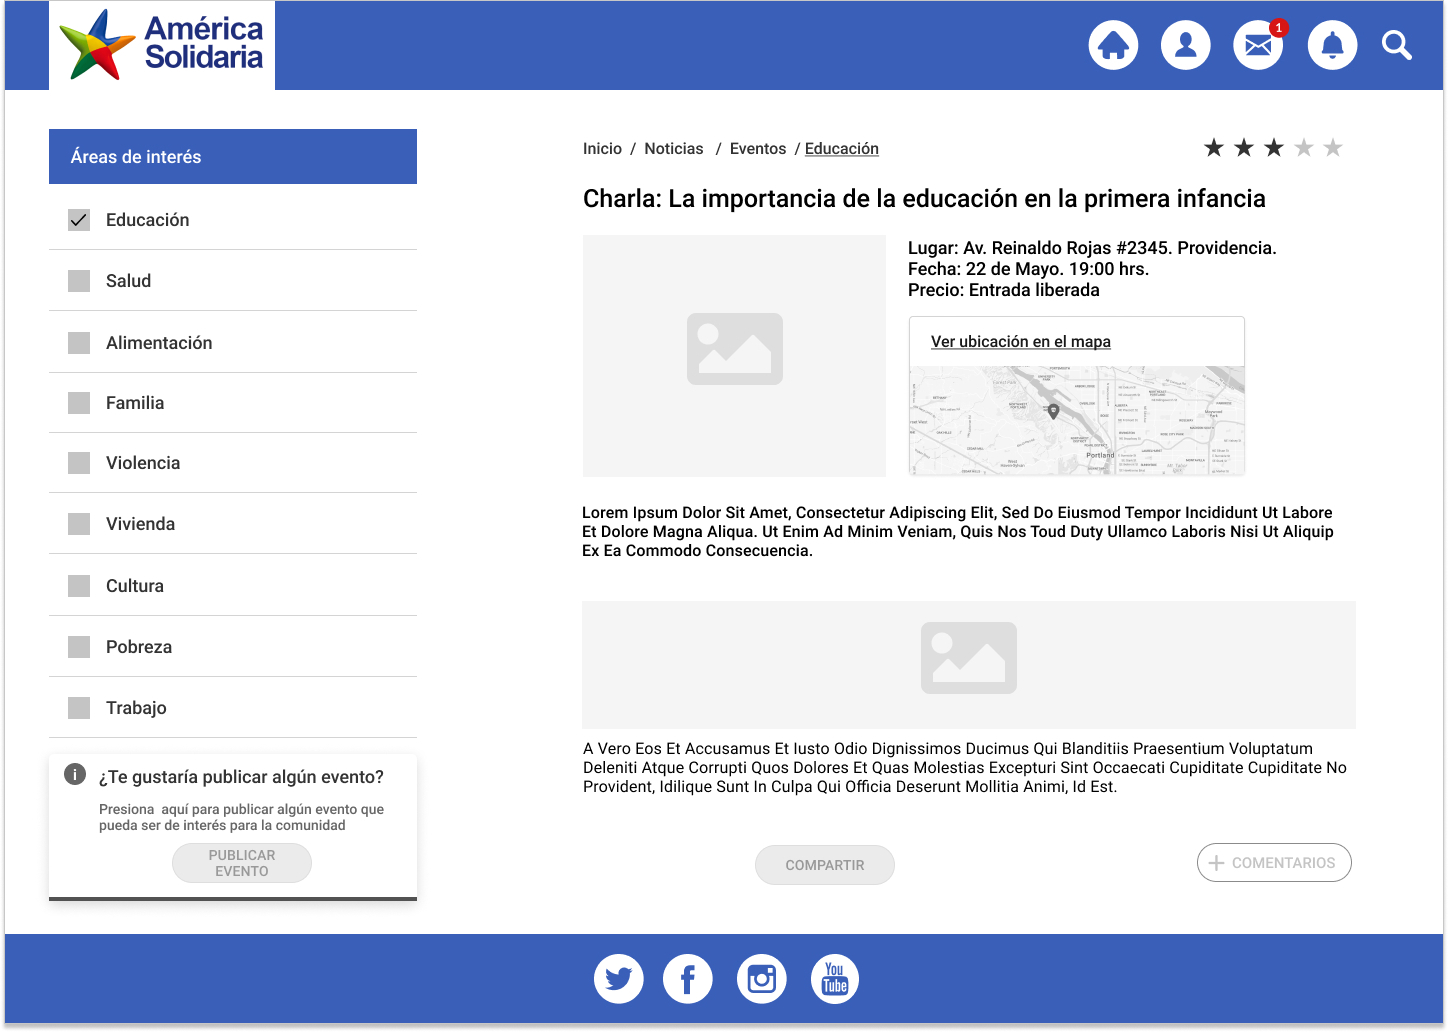 América
Solidaria
1
Áreas de interés
Educación
Salud
Alimentación
Familia
Violencia
Vivienda
Cultura
Pobreza
Trabajo
i
¿Te gustaría publicar algún evento?
Presiona aquí para publicar algún evento que
pueda ser de interés para la comunidad
PUBLICAR
EVENTO
Inicio / Noticias / Eventos / Educación
Charla: La importancia de la educación en la primera infancia
Lugar: Av. Reinaldo Rojas #2345. Providencia.
Fecha: 22 de Mayo. 19:00 hrs.
Precio: Entrada liberada
Ver ubicación en el mapa
Portland
Lorem Ipsum Dolor Sit Amet, Consectetur Adipiscing Elit, Sed Do Eiusmod Tempor Incididunt Ut Labore
Et Dolore Magna Aliqua. Ut Enim Ad Minim Veniam, Quis Nos Toud Duty Ullamco Laboris Nisi Ut Aliquip
Ex Ea Commodo Consecuencia.
A Vero Eos Et Accusamus Et Iusto Odio Dignissimos Ducimus Qui Blanditiis Praesentium Voluptatum
Deleniti Atque Corrupti Quos Dolores Et Quas Molestias Excepturi Sint Occaecati Cupiditate Cupiditate No
Provident, Idilique Sunt In Culpa Qui Officia Deserunt Mollitia Animi, Id Est.
COMPARTIR
+ COMENTARIOS
You
Tube